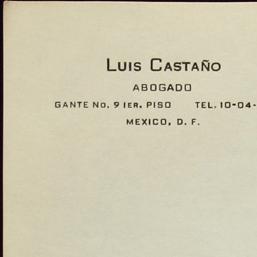 LUIS CASTAÑO
ABOGADO
GANTE No. 9 1ER. PISO TEL. 10-04-
MEXICO, D. F.